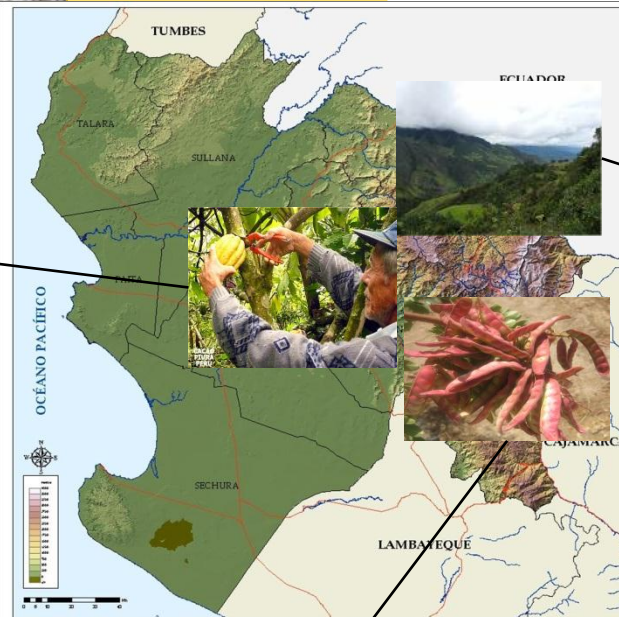 TUMBES
ECUADOR
TALARA
SULLANA
PAITA
OCÉANO PACÍFICO
CACAO
PIURA
PERU
CAJAMARC
SECHURA
LAMBAYEQUE
N
W
E
S